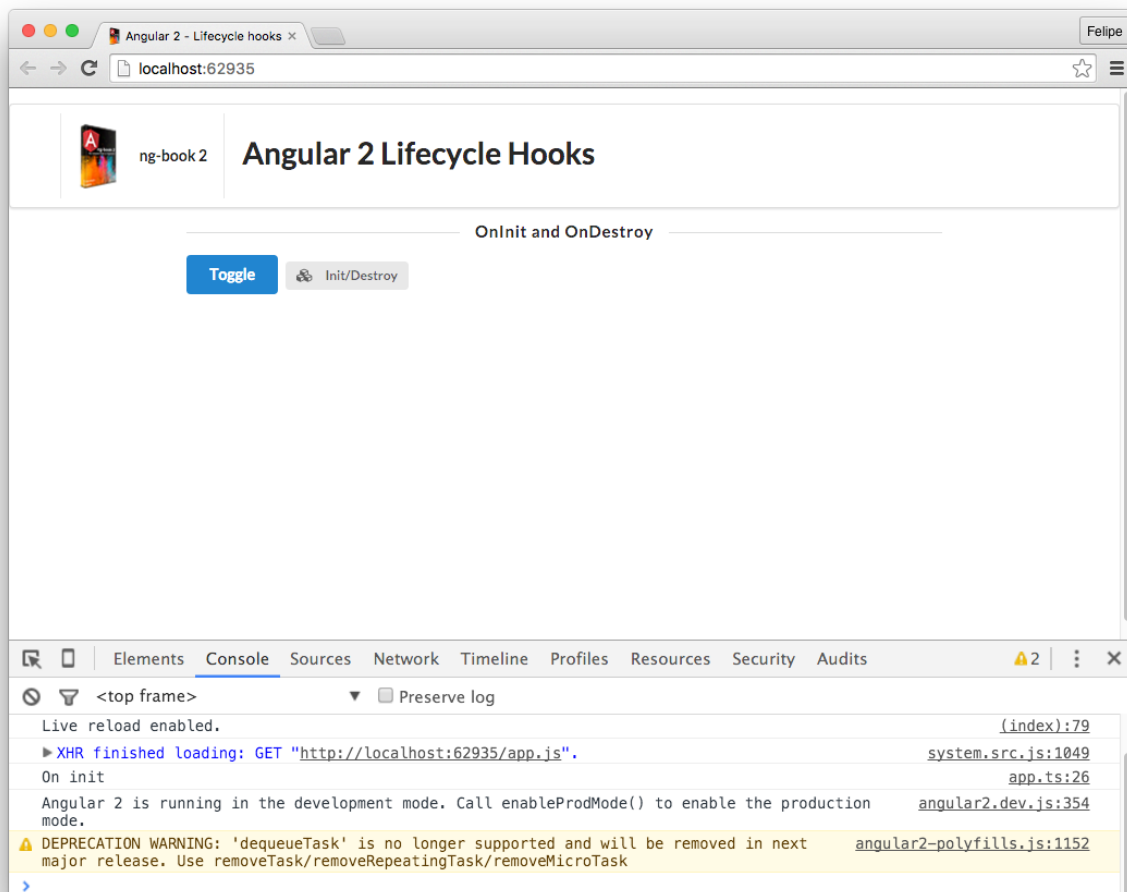 Angular 2 - Lifecycle hooks
Felipe
localhost:62935
ng-book 2
Angular 2 Lifecycle Hooks
OnInit and OnDestroy
Toggle Init/Destroy
Elements Console Sources Network Timeline Profiles Resources Security Audits 2
<top frame> Preserve log
Live reload enabled. (index):79
XHR finished loading: GET "http://localhost:62935/app.js". system.src.js:1049
On init app.ts:26
Angular 2 is running in the development mode. Call enableProdMode() to enable the production angular2.dev.js:354
mode.
DEPRECATION WARNING: 'dequeueTask' is no longer supported and will be removed in next angular2-polyfills.js:1152
major release. Use removeTask/removeRepeatingTask/removeMicroTask